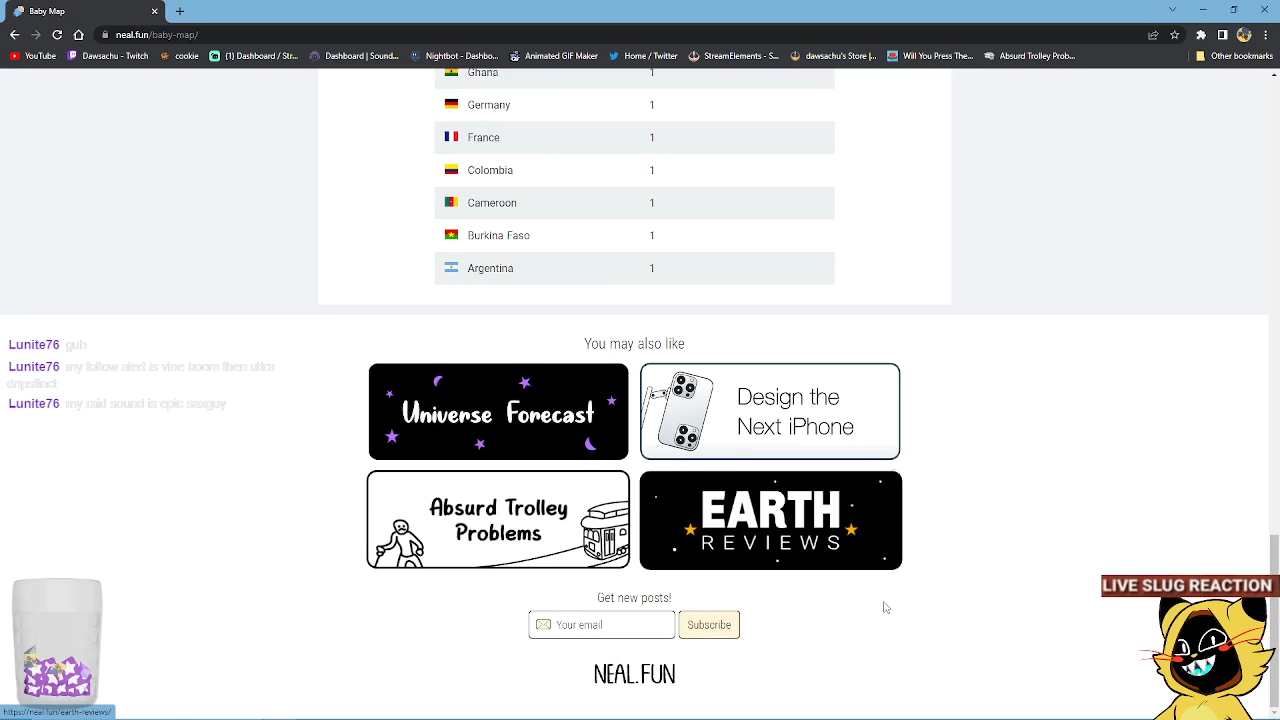 Baby Map
neal.fun/baby-map/
YouTube
Dawsachu - Twitch
cookie
(1) Dashboard / Str...
Dashboard | Sound...
Nightbot - Dashbo...
Animated GIF Maker
Home / Twitter
StreamElements - S...
dawsachu's Store |...
Will You Press The...
Absurd Trolley Prob...
Other bookmarks
Ghana 1
Germany 1
France 1
Colombia 1
Cameroon 1
Burkina Faso 1
Argentina 1
Lunite76 guh
Lunite76 my follow alert is vine boom then ultra
Lunite76 my raid sound is epic saxguy
You may also like
Universe Forecast
Design the
Next iPhone
Absurd Trolley
Problems
EARTH
REVIEWS
Get new posts!
Your email
Subscribe
NEAL.FUN
LIVE SLUG REACTION
https://neal.fun/earth-reviews/